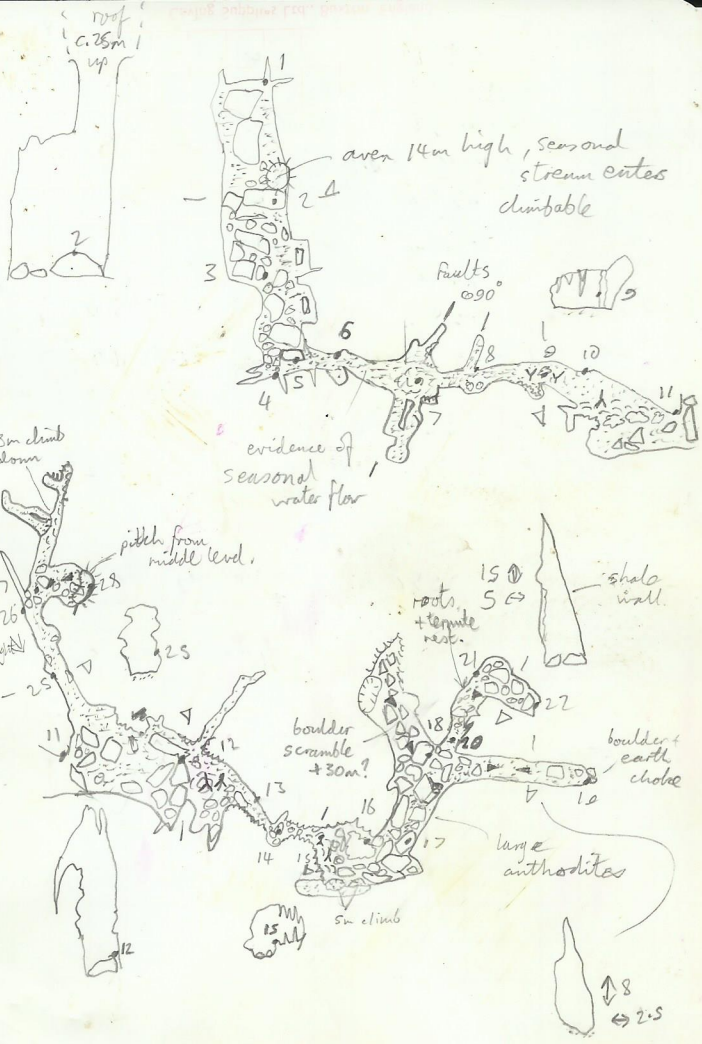 roof
c.25m
up
2
1
aven 14m high, seasonal
stream enters
climbable
2
3
Faults
90°
9
6
8
9
10
11
4
5
evidence of
seasonal
water flow
climb
down
pitch from
middle level.
28
26
25
25
15
5
shale
wall
roots
+ termite
nest.
21
22
11
12
boulder
scramble
+30m?
18
20
boulder +
earth
choke
13
16
19
14
15
17
large
anthodites
5m climb
15
12
8
2.5